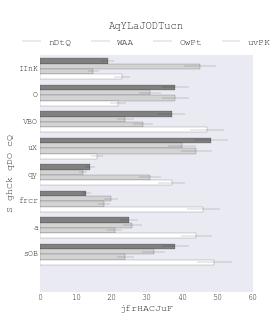 AqYLaJODTucn
nDtQ WAA OwPt uvPK
IInK
O
VBO
uX
qy
frcr
a
sOB
0 10 20 30 40 50 60
jfrHACJuF
S ghCk qDO cQ